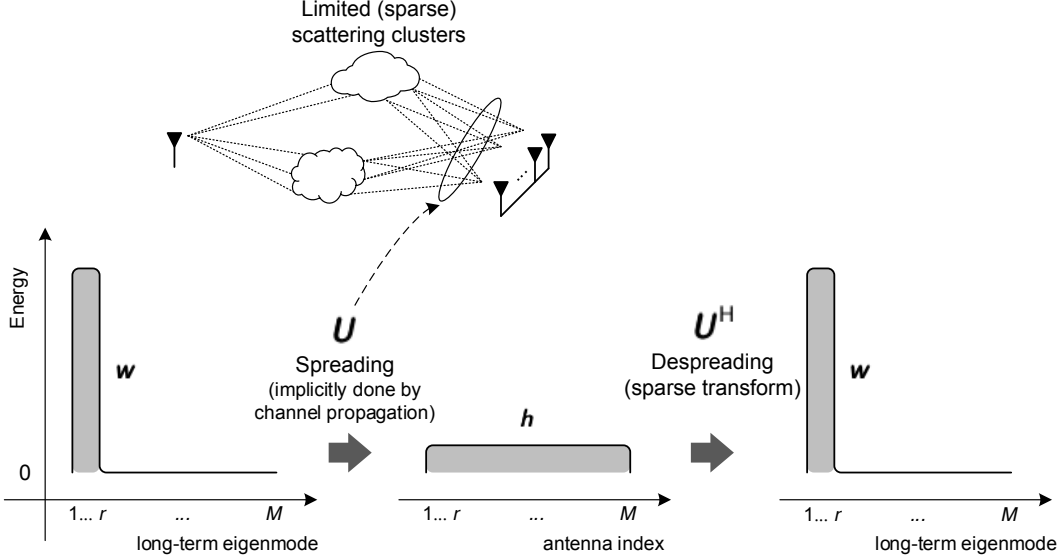 Limited (sparse)
scattering clusters
...
Energy
0
w
1... r ... M
long-term eigenmode
U
Spreading
(implicitly done by
channel propagation)
h
1... r ... M
antenna index
U^H
Despreading
(sparse transform)
w
1... r ... M
long-term eigenmode